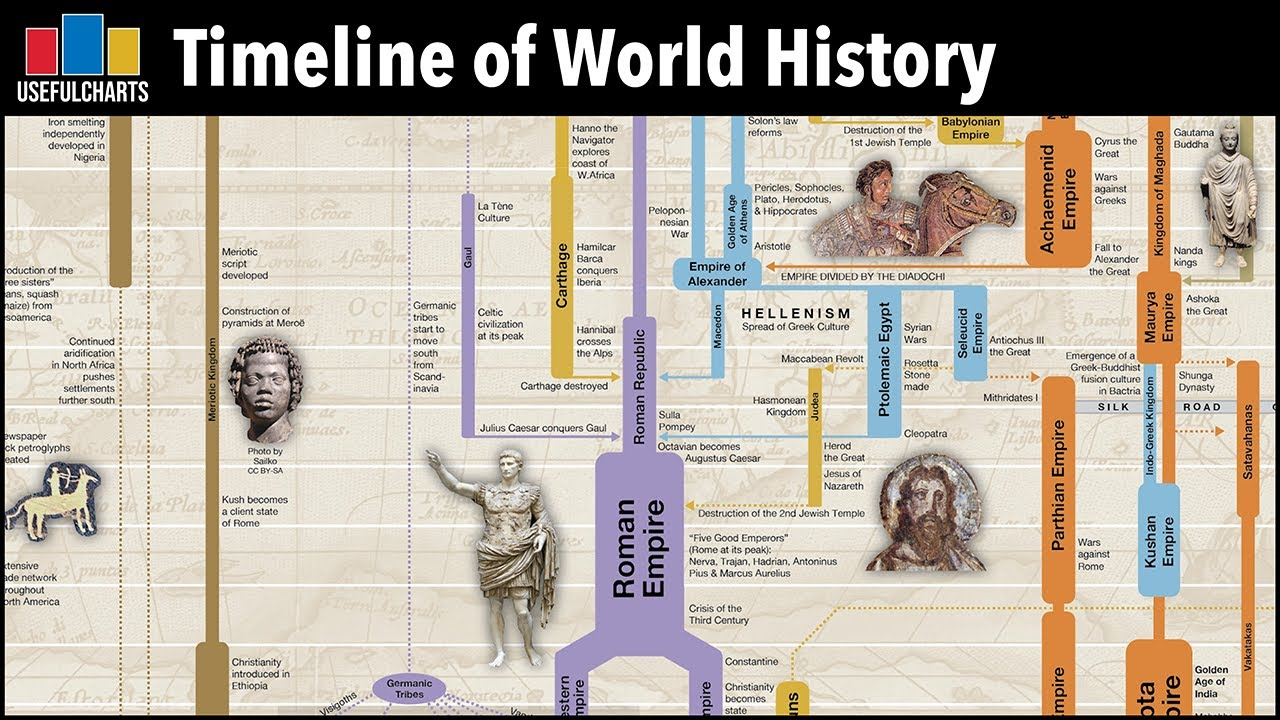 USEFULCHARTS
Timeline of World History
Iron smelting
independently
developed in
Nigeria
"
ree sisters"
squash
from
Continued
aridification
in North Africa
pushes
settlements
further south
petroglyphs
network
America
Meroitic Kingdom
Meriotic
script
developed
Construction of
pyramids at Meroë
Photo by
Sailko
CC BY-SA
Kush becomes
a client state
of Rome
Christianity
introduced in
Ethiopia
Germanic
tribes
start to
move
south
from
Scand-
inavia
Germanic
Tribes
Visigoths
Gaul
La Tène
Culture
Celtic
civilization
at its peak
Julius Caesar conquers Gaul
Carthage
Hanno the
Navigator
explores
coast of
W.Africa
Hamilcar
Barca
conquers
Iberia
Hannibal
crosses
the Alps
Carthage destroyed
Roman Republic
Roman
Empire
Pelopon-
nesian
War
Golden Age
of Athens
Solon's law
reforms
Pericles, Sophocles,
Plato, Herodotus,
& Hippocrates
Aristotle
Empire of
Alexander
EMPIRE DIVIDED BY THE DIADOCHI
Macedon
HELLENISM
Spread of Greek Culture
Maccabean Revolt
Hasmonean
Kingdom
Judea
Sulla
Pompey
Octavian becomes
Augustus Caesar
Herod
the Great
Jesus of
Nazareth
Destruction of the 2nd Jewish Temple
"Five Good Emperors"
(Rome at its peak):
Nerva, Trajan, Hadrian, Antoninus
Pius & Marcus Aurelius
Crisis of the
Third Century
Constantine
Christianity
becomes
state
Destruction of the
1st Jewish Temple
Babylonian
Empire
Achaemenid
Empire
Cyrus the
Great
Wars
against
Greeks
Fall to
Alexander
the Great
Ptolemaic Egypt
Syrian
Wars
Rosetta
Stone
made
Cleopatra
Seleucid
Empire
Antiochus III
the Great
Mithridates I
Parthian Empire
Wars
against
Rome
Kingdom of Maghada
Gautama
Buddha
Nanda
kings
Maurya
Empire
Ashoka
the Great
Emergence of a
Greek-Buddhist
fusion culture
in Bactria
Shunga
Dynasty
SILK ROAD
Indo-Greek Kingdom
Kushan
Empire
Satavahanas
Vakatakas
Golden
Age of
India